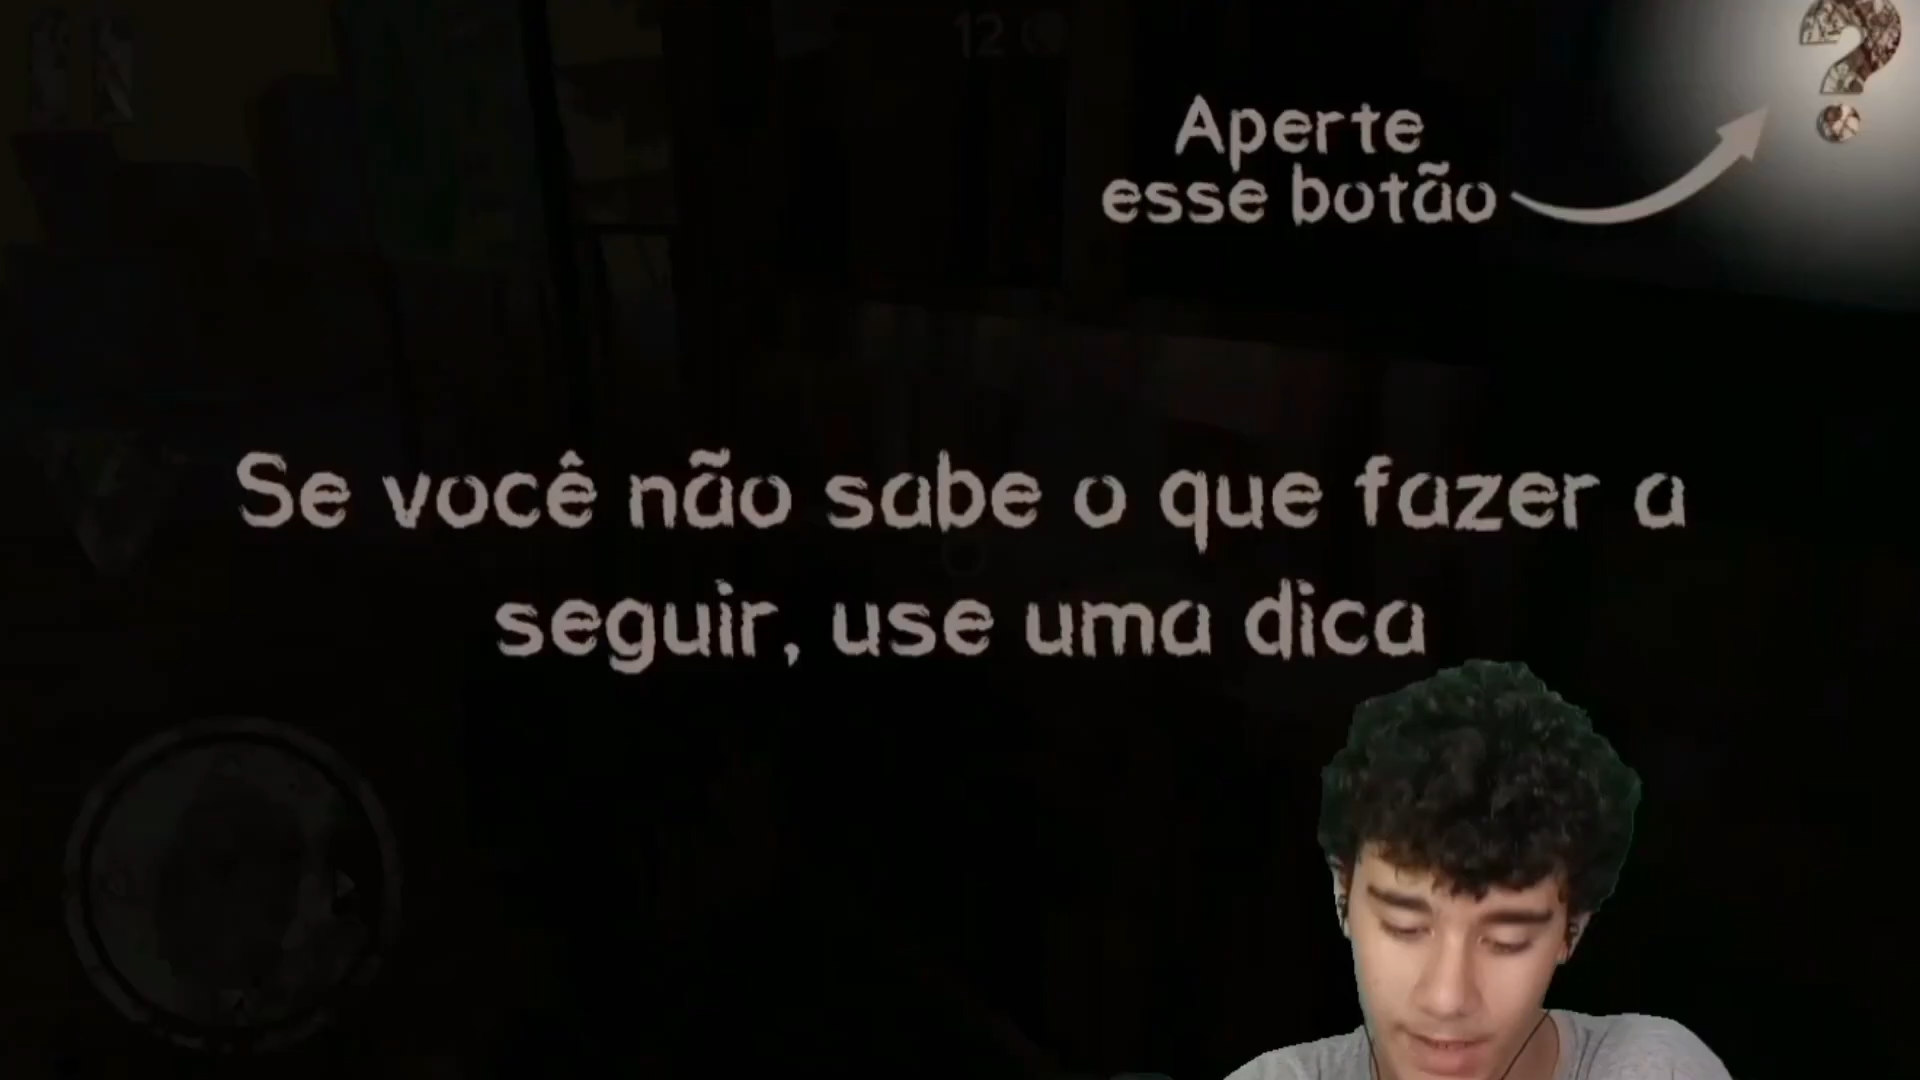 Aperte
esse botão
Se você não sabe o que fazer a
seguir, use uma dica